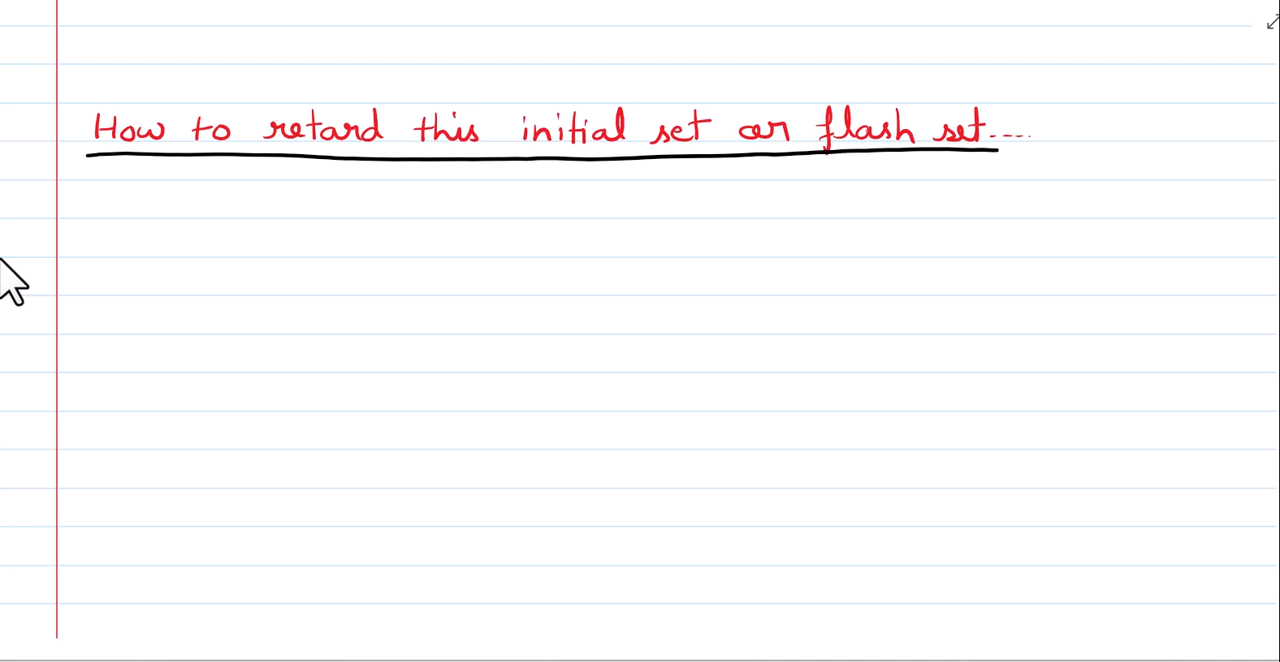 How to retard this initial set or flash set....